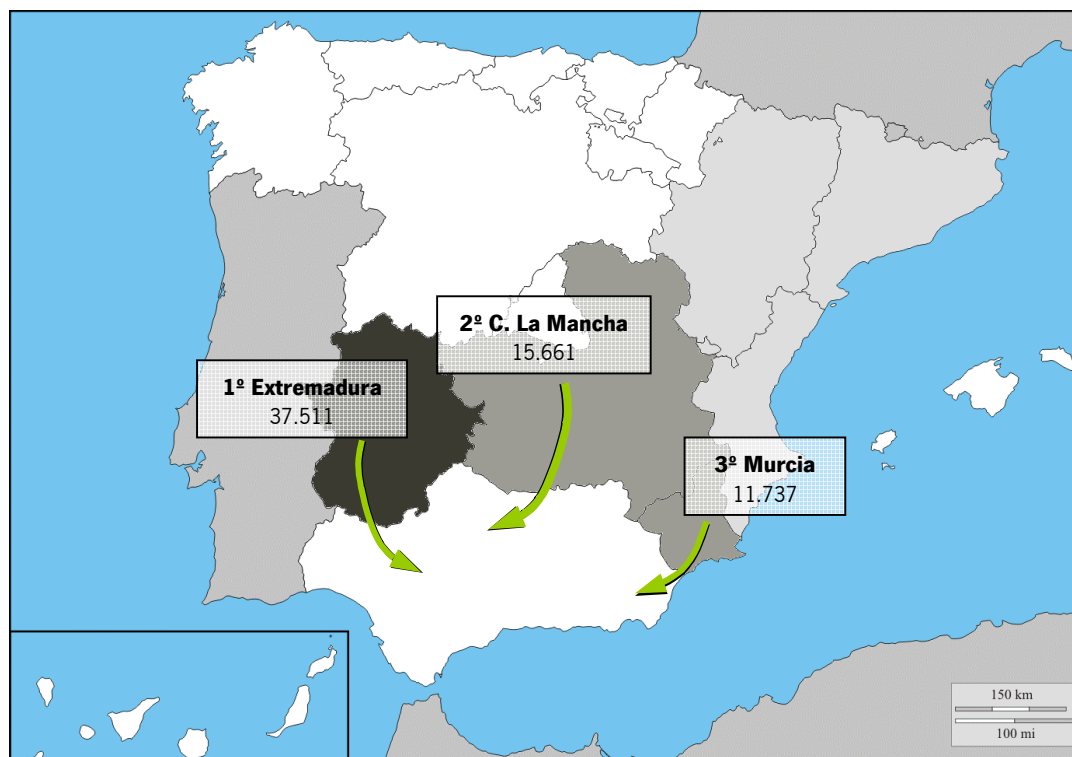 2º C. La Mancha
15.661
1º Extremadura
37.511
3º Murcia
11.737
150 km
100 mi